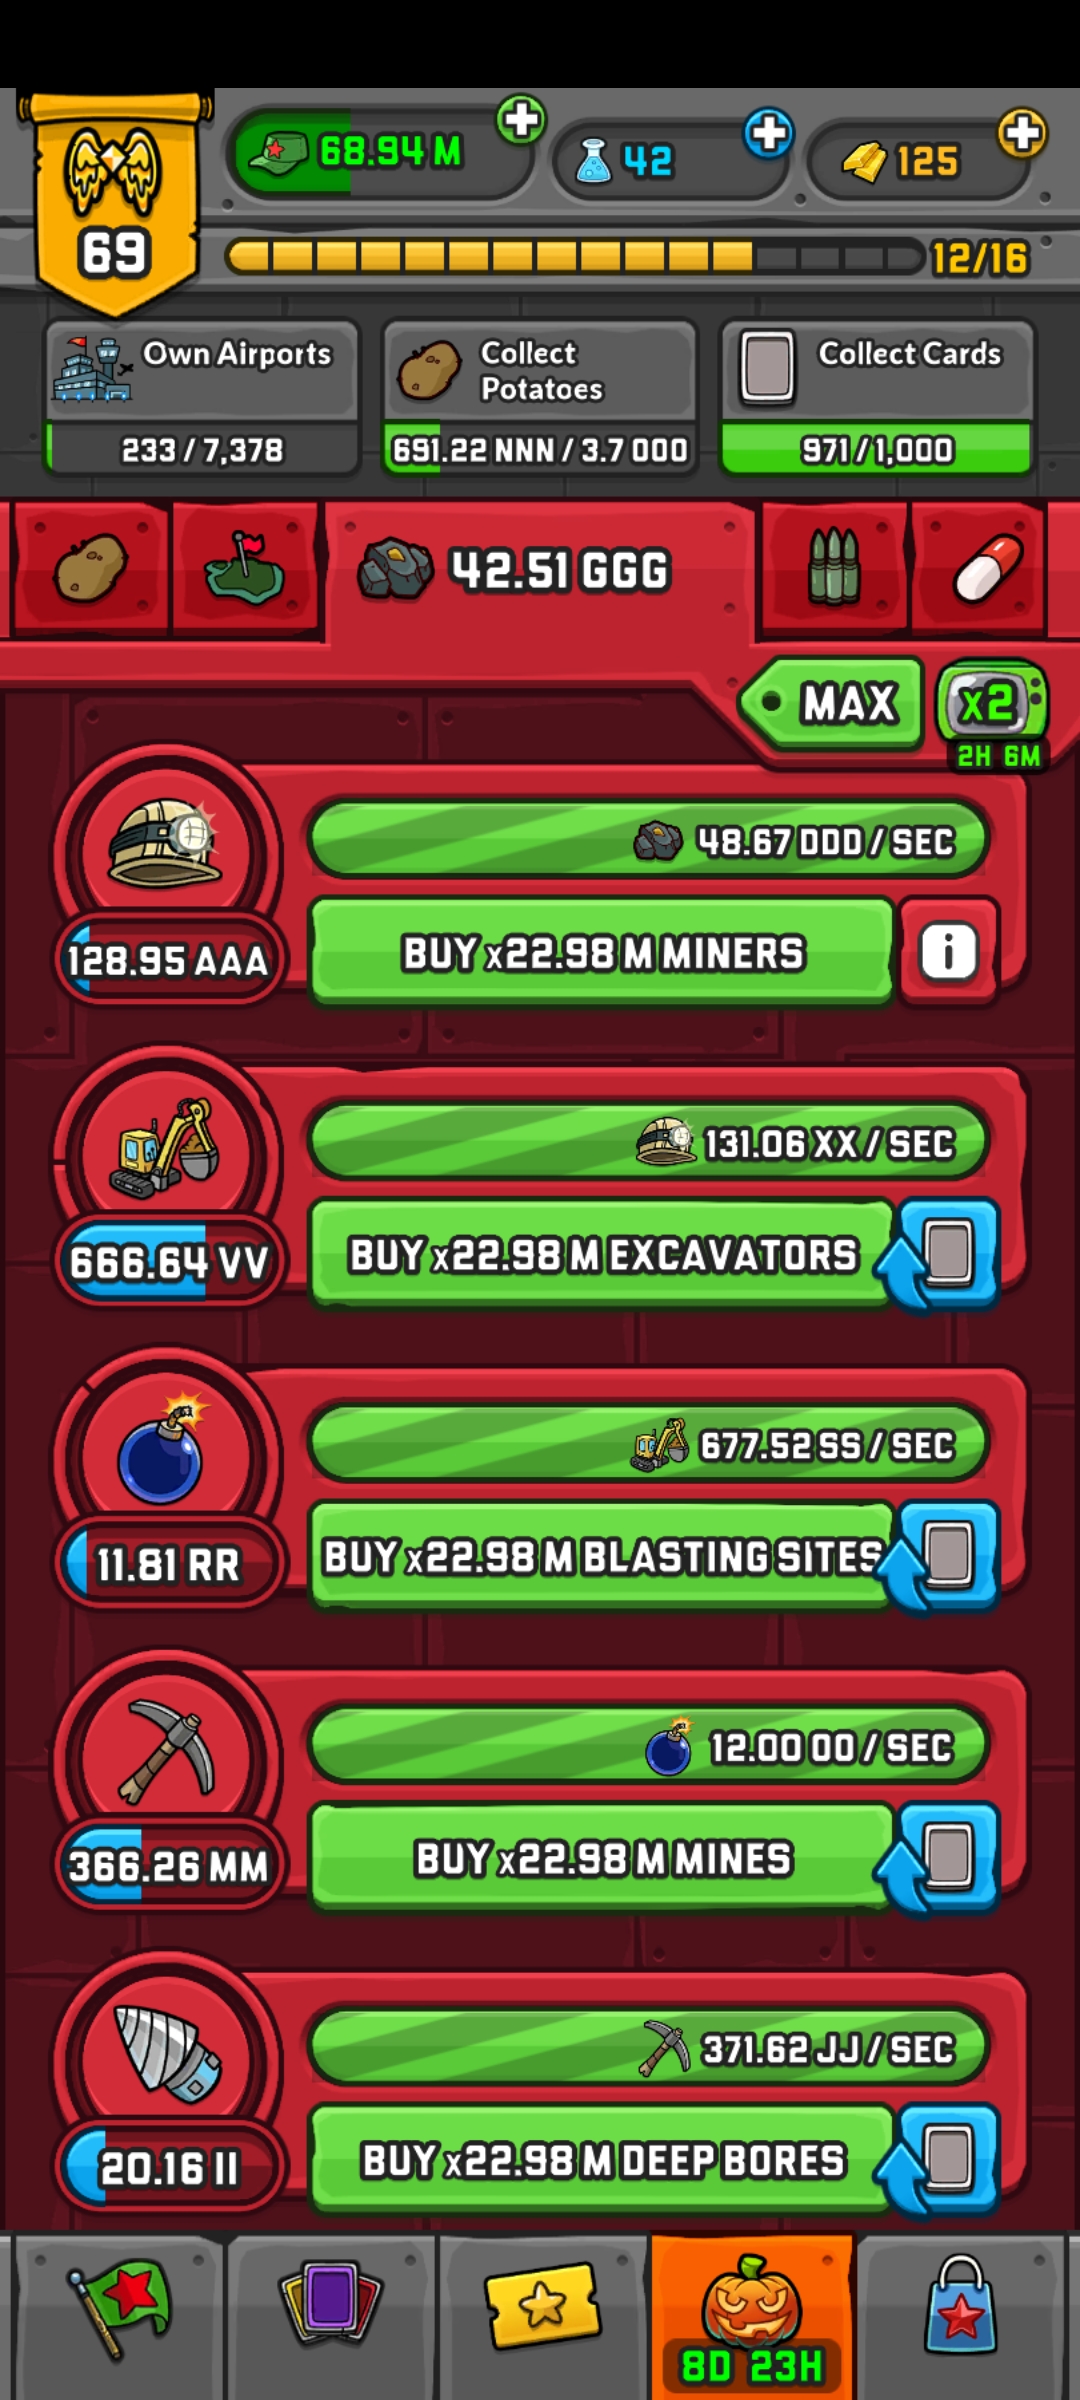 68.94 M
42
125
69
12/16
Own Airports
Collect
Potatoes
Collect Cards
233 / 7,378
691.22 NNN / 3.7 OOO
971 / 1,000
42.51 GGG
MAX
x2
2H 6M
48.67 DDD / SEC
128.95 AAA
BUY x22.98 M MINERS
i
131.06 XX / SEC
666.64 VV
BUY x22.98 M EXCAVATORS
677.52 SS / SEC
11.81 RR
BUY x22.98 M BLASTING SITES
12.00 OO / SEC
366.26 MM
BUY x22.98 M MINES
371.62 JJ / SEC
20.16 II
BUY x22.98 M DEEP BORES
8D 23H